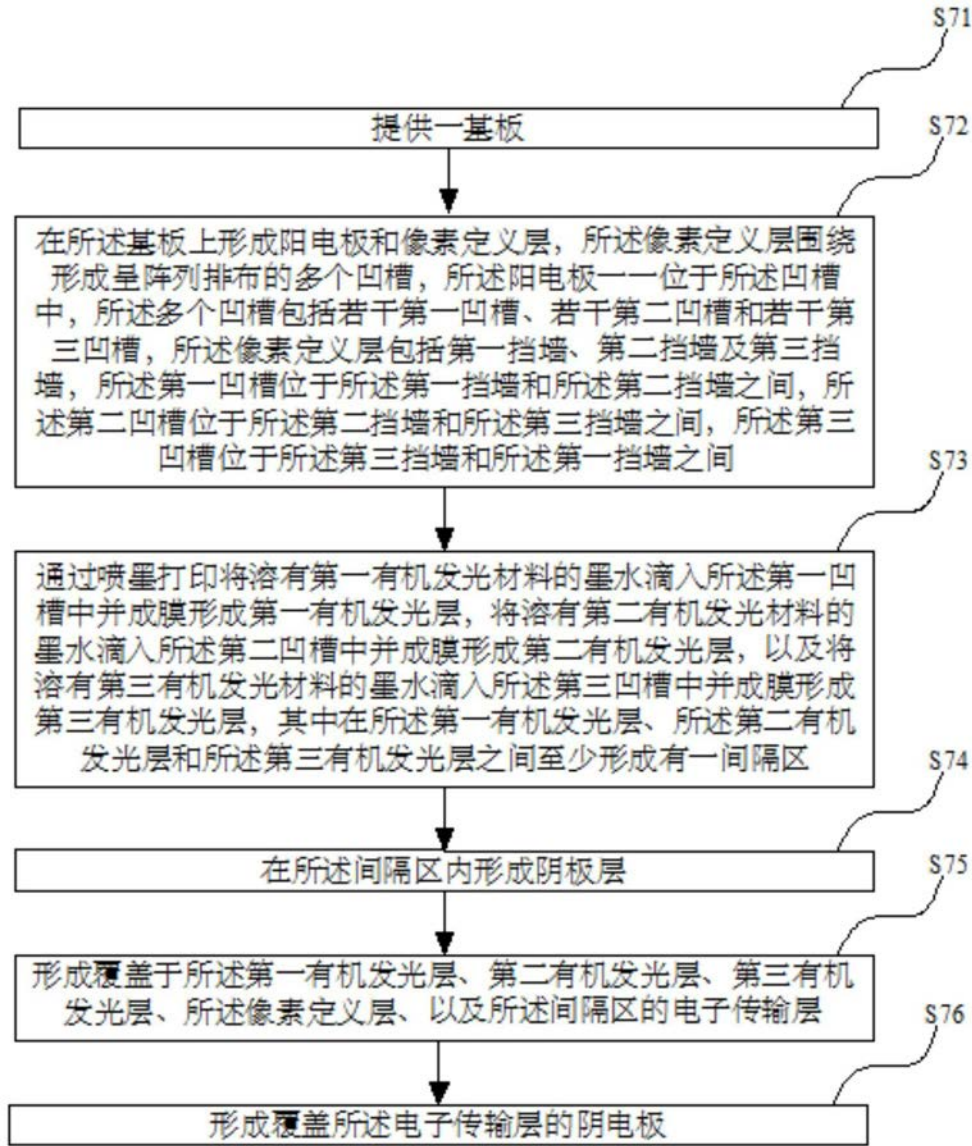 S71
提供一基板
S72
在所述基板上形成阳电极和像素定义层，所述像素定义层围绕
形成呈阵列排布的多个凹槽，所述阳电极一一位于所述凹槽
中，所述多个凹槽包括若干第一凹槽、若干第二凹槽和若干第
三凹槽，所述像素定义层包括第一挡墙、第二挡墙及第三挡
墙，所述第一凹槽位于所述第一挡墙和所述第二挡墙之间，所
述第二凹槽位于所述第二挡墙和所述第三挡墙之间，所述第三
凹槽位于所述第三挡墙和所述第一挡墙之间
S73
通过喷墨打印将溶有第一有机发光材料的墨水滴入所述第一凹
槽中并成膜形成第一有机发光层，将溶有第二有机发光材料的
墨水滴入所述第二凹槽中并成膜形成第二有机发光层，以及将
溶有第三有机发光材料的墨水滴入所述第三凹槽中并成膜形成
第三有机发光层，其中在所述第一有机发光层、所述第二有机
发光层和所述第三有机发光层之间至少形成有一间隔区
S74
在所述间隔区内形成阴极层
S75
形成覆盖于所述第一有机发光层、第二有机发光层、第三有机
发光层、所述像素定义层、以及所述间隔区的电子传输层
S76
形成覆盖所述电子传输层的阴电极